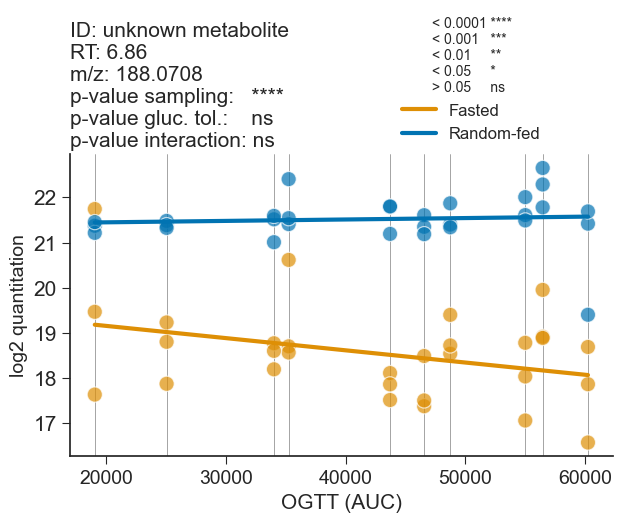 ID: unknown metabolite
RT: 6.86
m/z: 188.0708
p-value sampling: ****
p-value gluc. tol.: ns
p-value interaction: ns
< 0.0001 ****
< 0.001 ***
< 0.01 **
< 0.05 *
> 0.05 ns
Fasted
Random-fed
log2 quantitation
22
21
20
19
18
17
20000 30000 40000 50000 60000
OGTT (AUC)